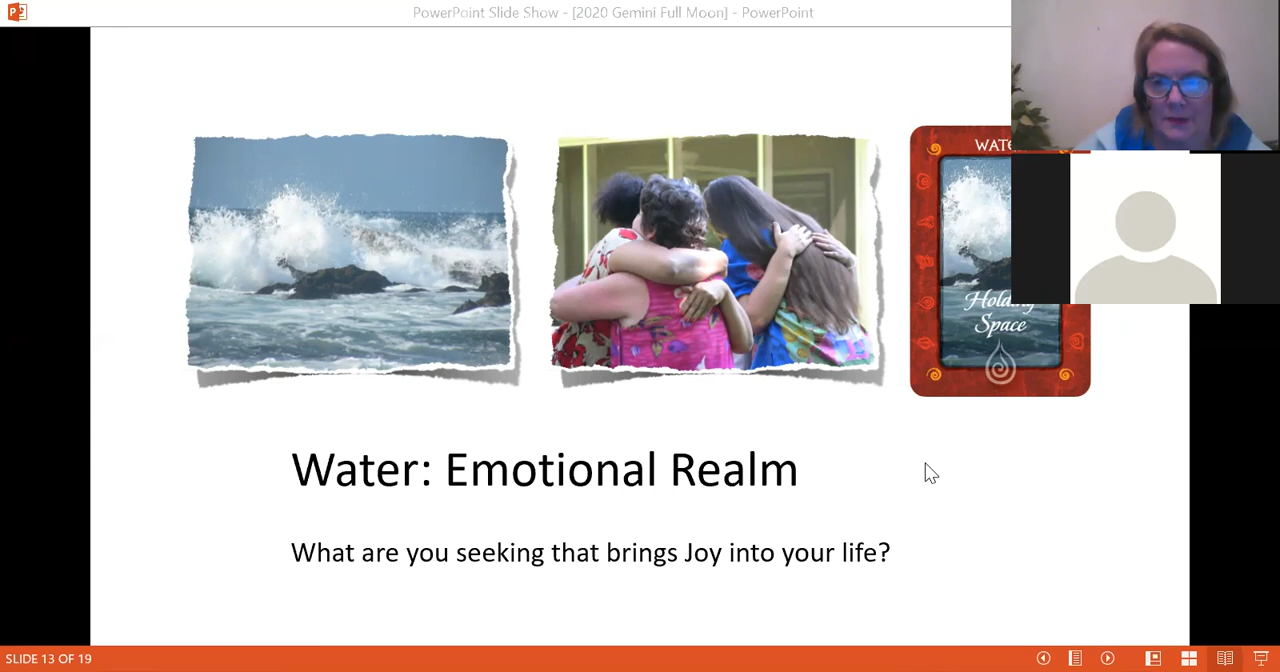 PowerPoint Slide Show - [2020 Gemini Full Moon] - PowerPoint
Holding
Space
Water: Emotional Realm
What are you seeking that brings Joy into your life?
SLIDE 13 OF 19